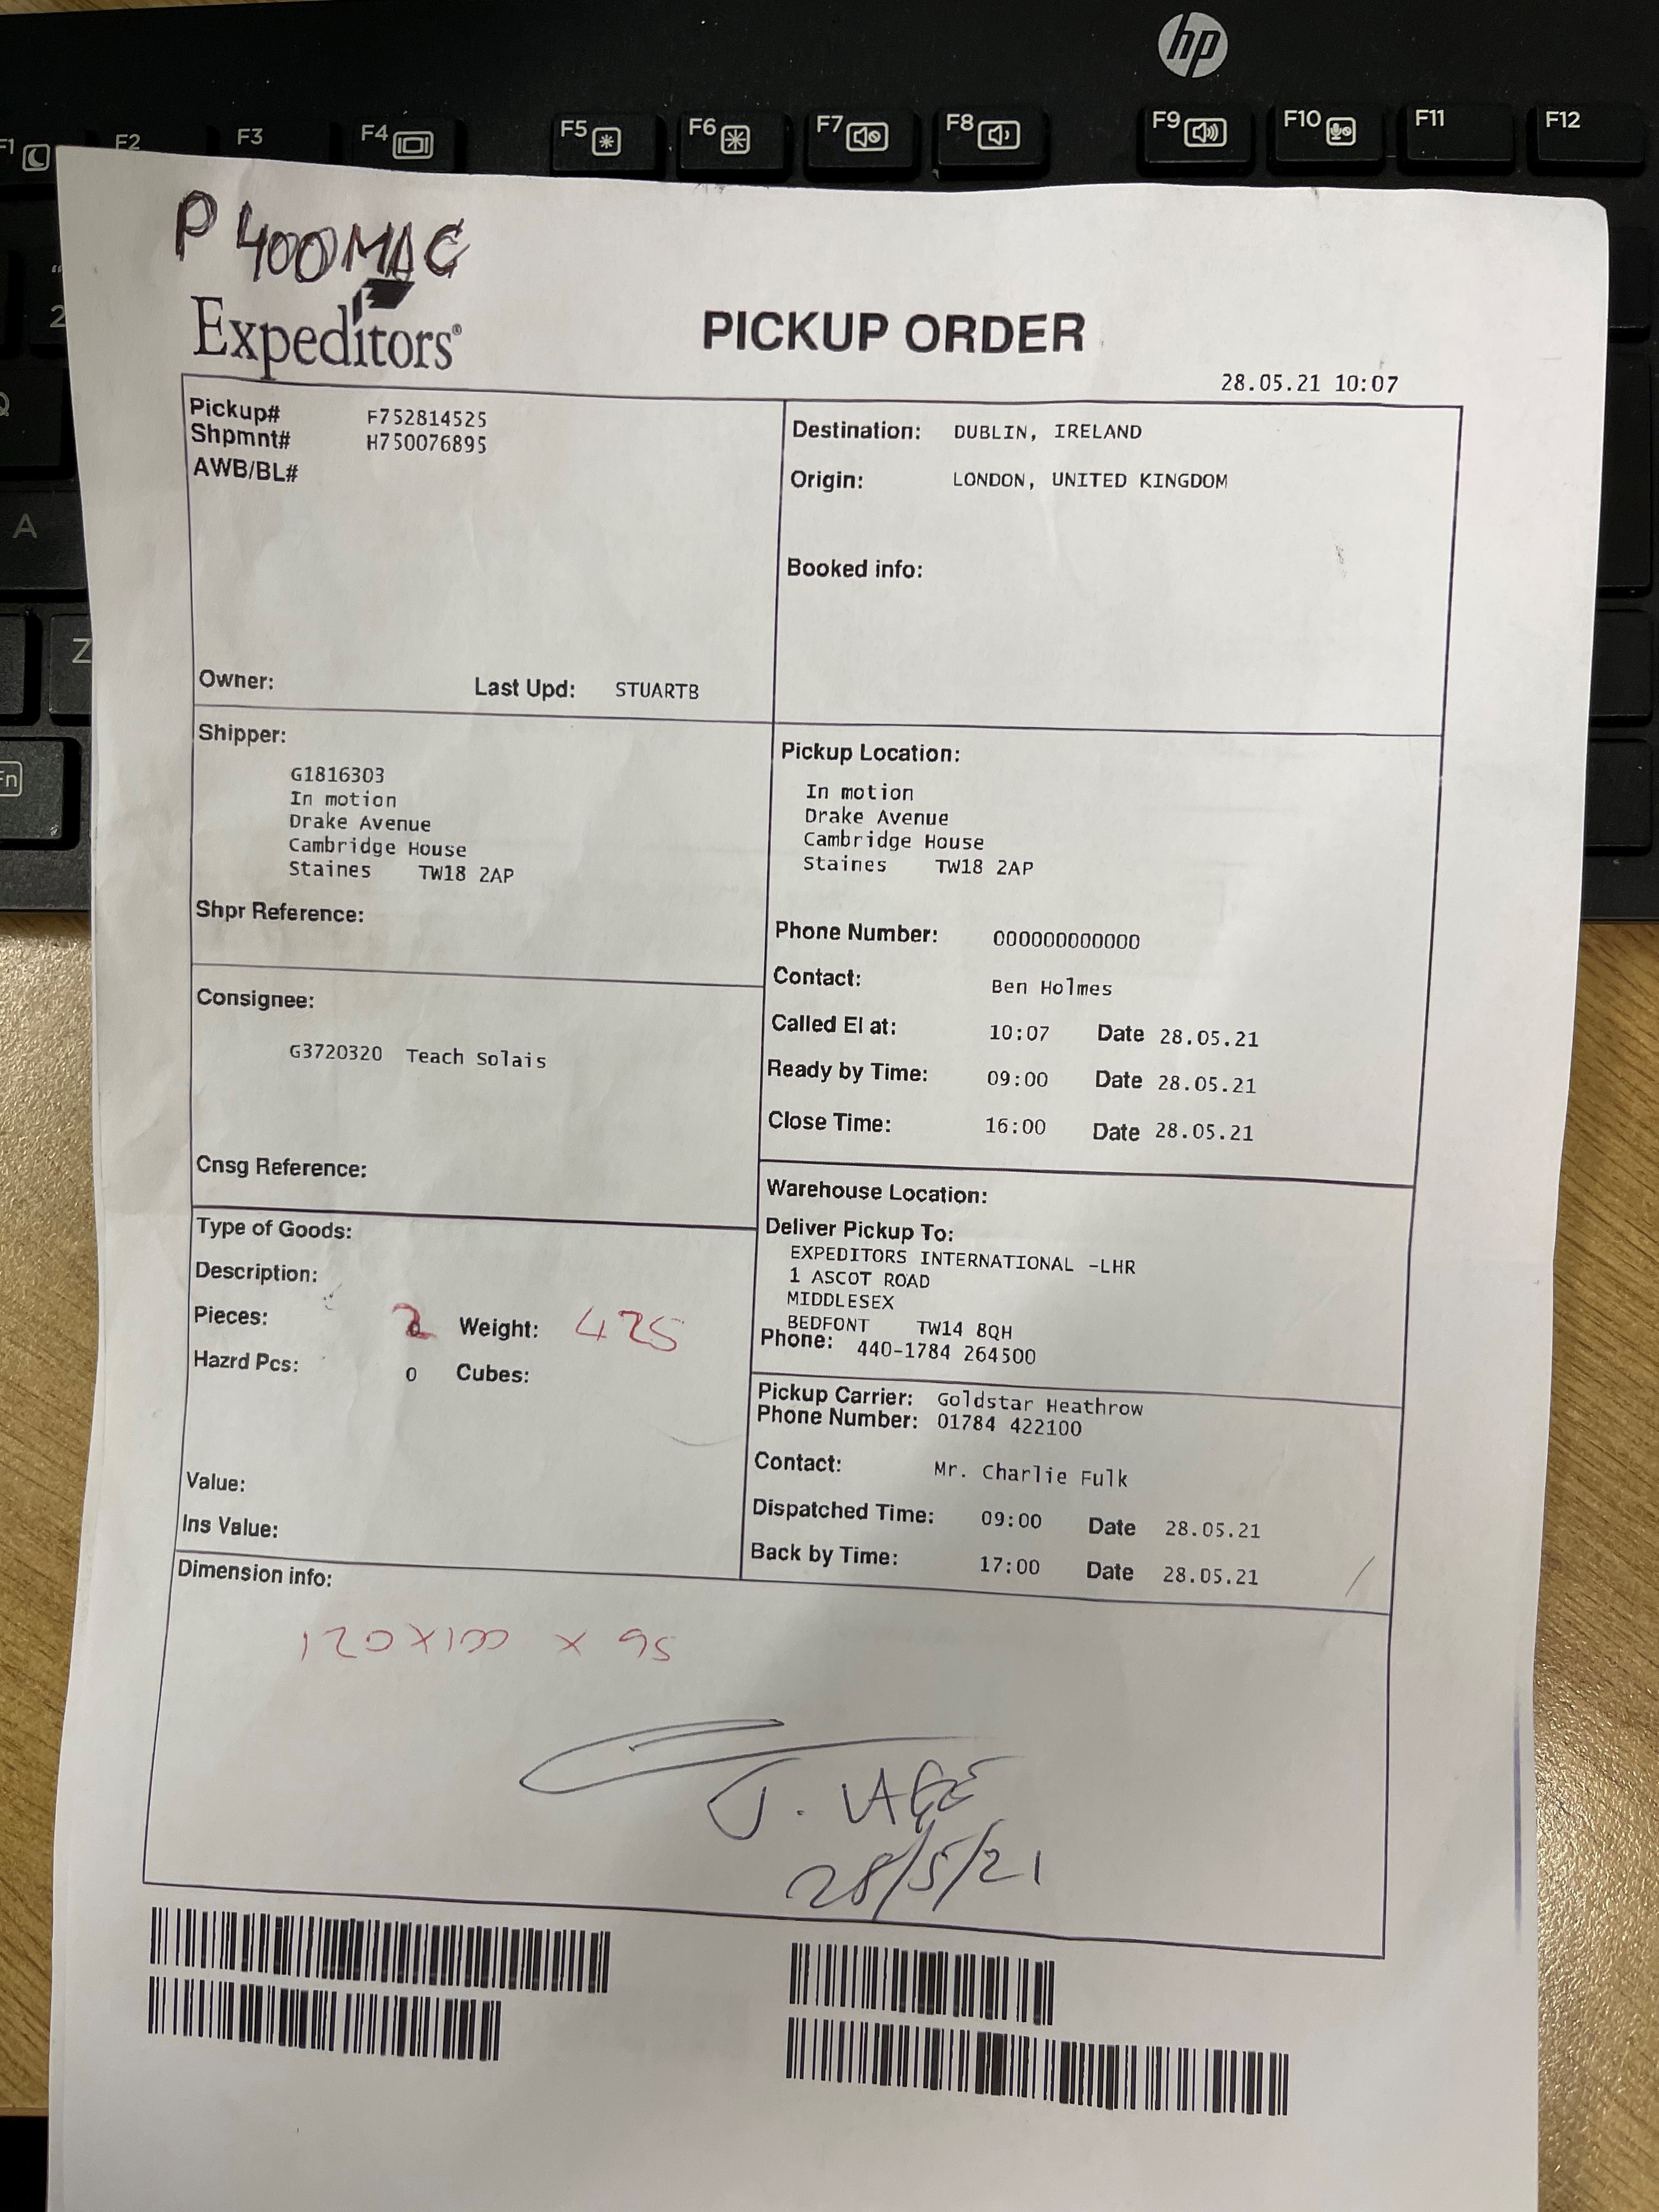 hp
F1 F2 F3 F4 F5 F6 F7 F8 F9 F10 F11 F12
2
Q
A
Z
Fn
P 400MAC
Expeditors®
PICKUP ORDER
28.05.21 10:07
Pickup# F752814525
Shpmnt# H750076895
AWB/BL#
Owner: Last Upd: STUARTB
Destination: DUBLIN, IRELAND
Origin: LONDON, UNITED KINGDOM
Booked info:
Shipper:
G1816303
In motion
Drake Avenue
Cambridge House
Staines TW18 2AP
Shpr Reference:
Consignee:
G3720320 Teach Solais
Cnsg Reference:
Type of Goods:
Description:
Pieces: 2 Weight: 425
Hazrd Pcs: 0 Cubes:
Value:
Ins Value:
Pickup Location:
In motion
Drake Avenue
Cambridge House
Staines TW18 2AP
Phone Number: 000000000000
Contact: Ben Holmes
Called EI at: 10:07 Date 28.05.21
Ready by Time: 09:00 Date 28.05.21
Close Time: 16:00 Date 28.05.21
Warehouse Location:
Deliver Pickup To:
EXPEDITORS INTERNATIONAL -LHR
1 ASCOT ROAD
MIDDLESEX
BEDFONT TW14 8QH
Phone: 440-1784 264500
Pickup Carrier: Goldstar Heathrow
Phone Number: 01784 422100
Contact: Mr. Charlie Fulk
Dispatched Time: 09:00 Date 28.05.21
Back by Time: 17:00 Date 28.05.21
Dimension info:
120x100 x 95
28/5/21